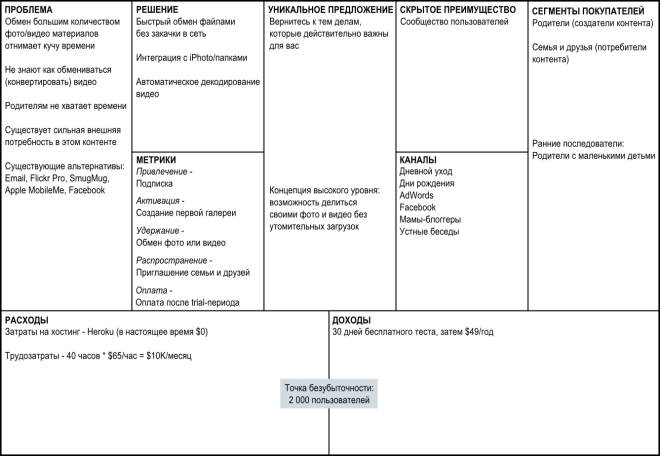 ПРОБЛЕМА
Обмен большим количеством
фото/видео материалов
отнимает кучу времени
Не знают как обмениваться
(конвертировать) видео
Родителям не хватает времени
Существует сильная внешняя
потребность в этом контенте
Существующие альтернативы:
Email, Flickr Pro, SmugMug,
Apple MobileMe, Facebook
РЕШЕНИЕ
Быстрый обмен файлами
без закачки в сеть
Интеграция с iPhoto/папками
Автоматическое декодирование
видео
МЕТРИКИ
Привлечение -
Подписка
Активация -
Создание первой галереи
Удержание -
Обмен фото или видео
Распространение -
Приглашение семьи и друзей
Оплата -
Оплата после trial-периода
УНИКАЛЬНОЕ ПРЕДЛОЖЕНИЕ
Вернитесь к тем делам,
которые действительно важны
для вас
Концепция высокого уровня:
возможность делиться
своими фото и видео без
утомительных загрузок
СКРЫТОЕ ПРЕИМУЩЕСТВО
Сообщество пользователей
КАНАЛЫ
Дневной уход
Дни рождения
AdWords
Facebook
Мамы-блоггеры
Устные беседы
СЕГМЕНТЫ ПОКУПАТЕЛЕЙ
Родители (создатели контента)
Семья и друзья (потребители
контента)
Ранние последователи:
Родители с маленькими детьми
РАСХОДЫ
Затраты на хостинг - Heroku (в настоящее время $0)
Трудозатраты - 40 часов * $65/час = $10K/месяц
ДОХОДЫ
30 дней бесплатного теста, затем $49/год
Точка безубыточности:
2 000 пользователей